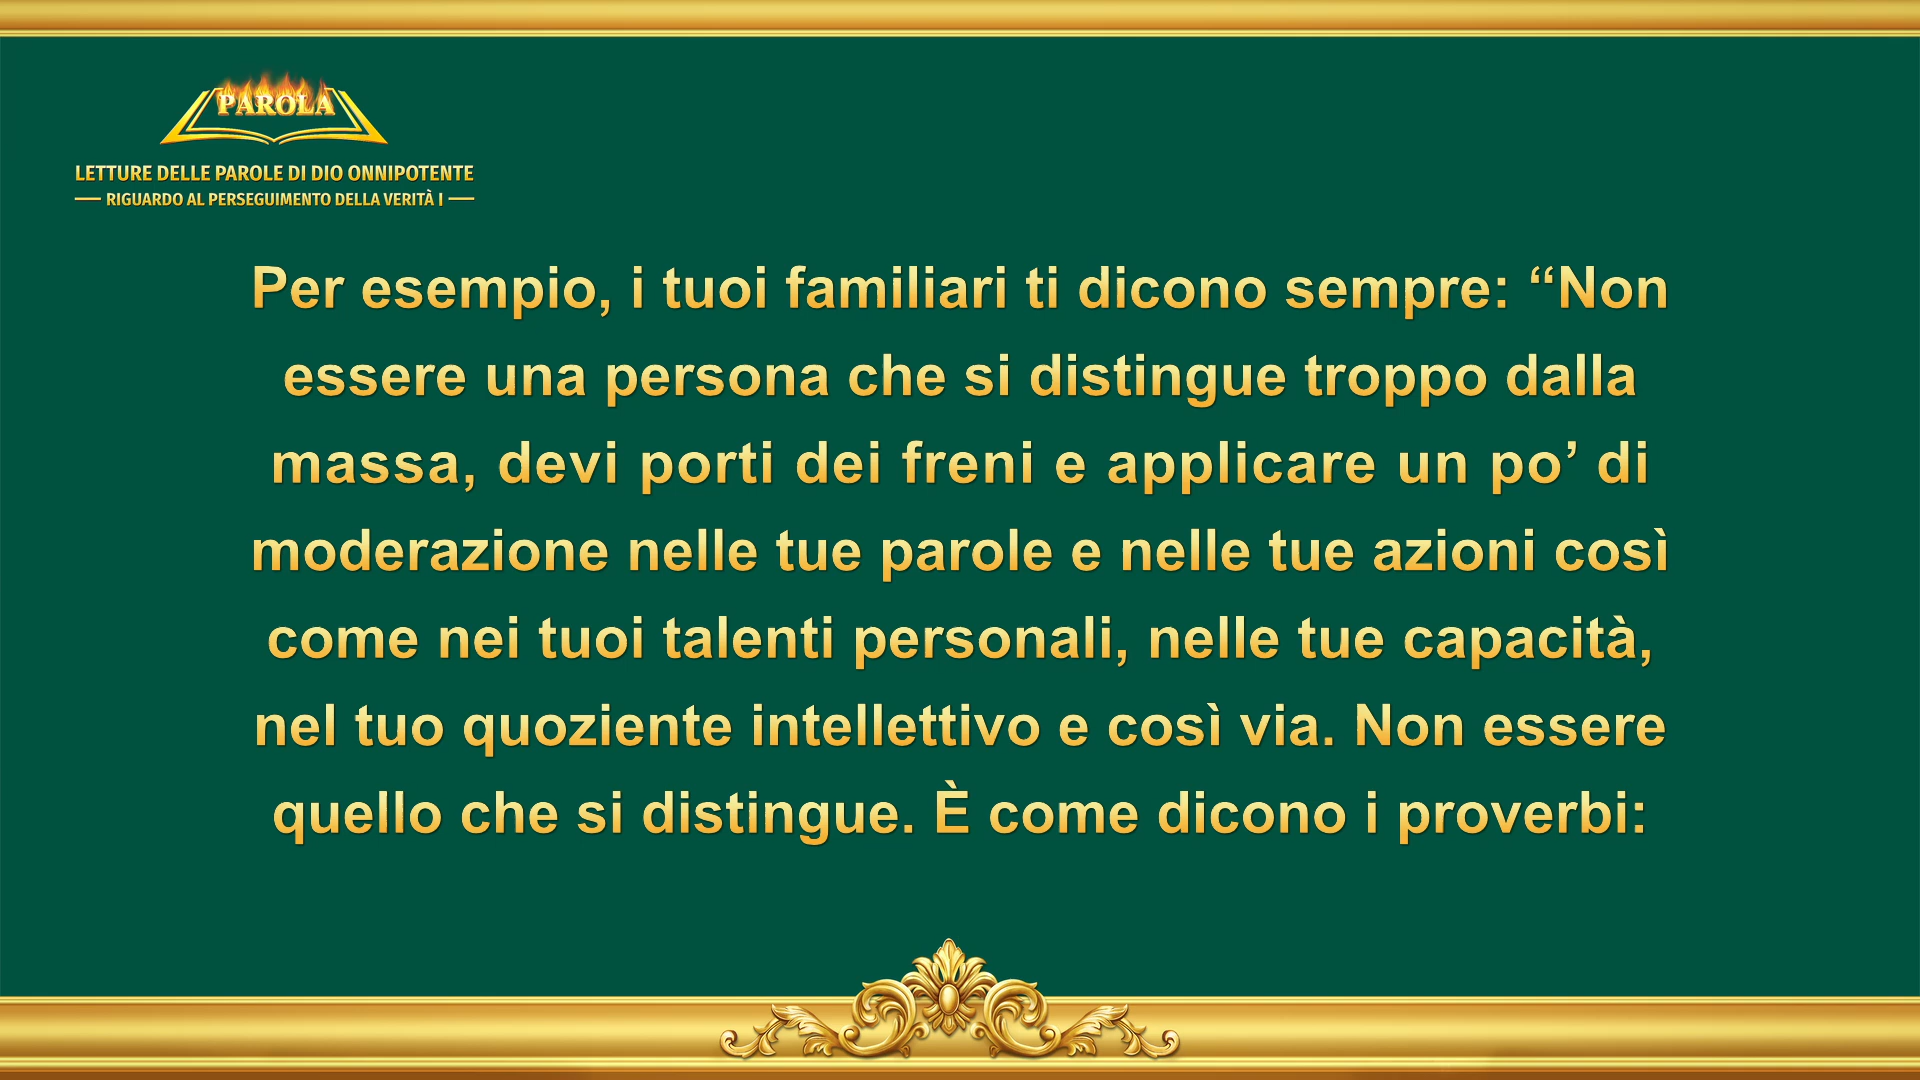 PAROLA
LETTURE DELLE PAROLE DI DIO ONNIPOTENTE
RIGUARDO AL PERSEGUIMENTO DELLA VERITÀ I
Per esempio, i tuoi familiari ti dicono sempre: “Non
essere una persona che si distingue troppo dalla
massa, devi porti dei freni e applicare un po’ di
moderazione nelle tue parole e nelle tue azioni così
come nei tuoi talenti personali, nelle tue capacità,
nel tuo quoziente intellettivo e così via. Non essere
quello che si distingue. È come dicono i proverbi: